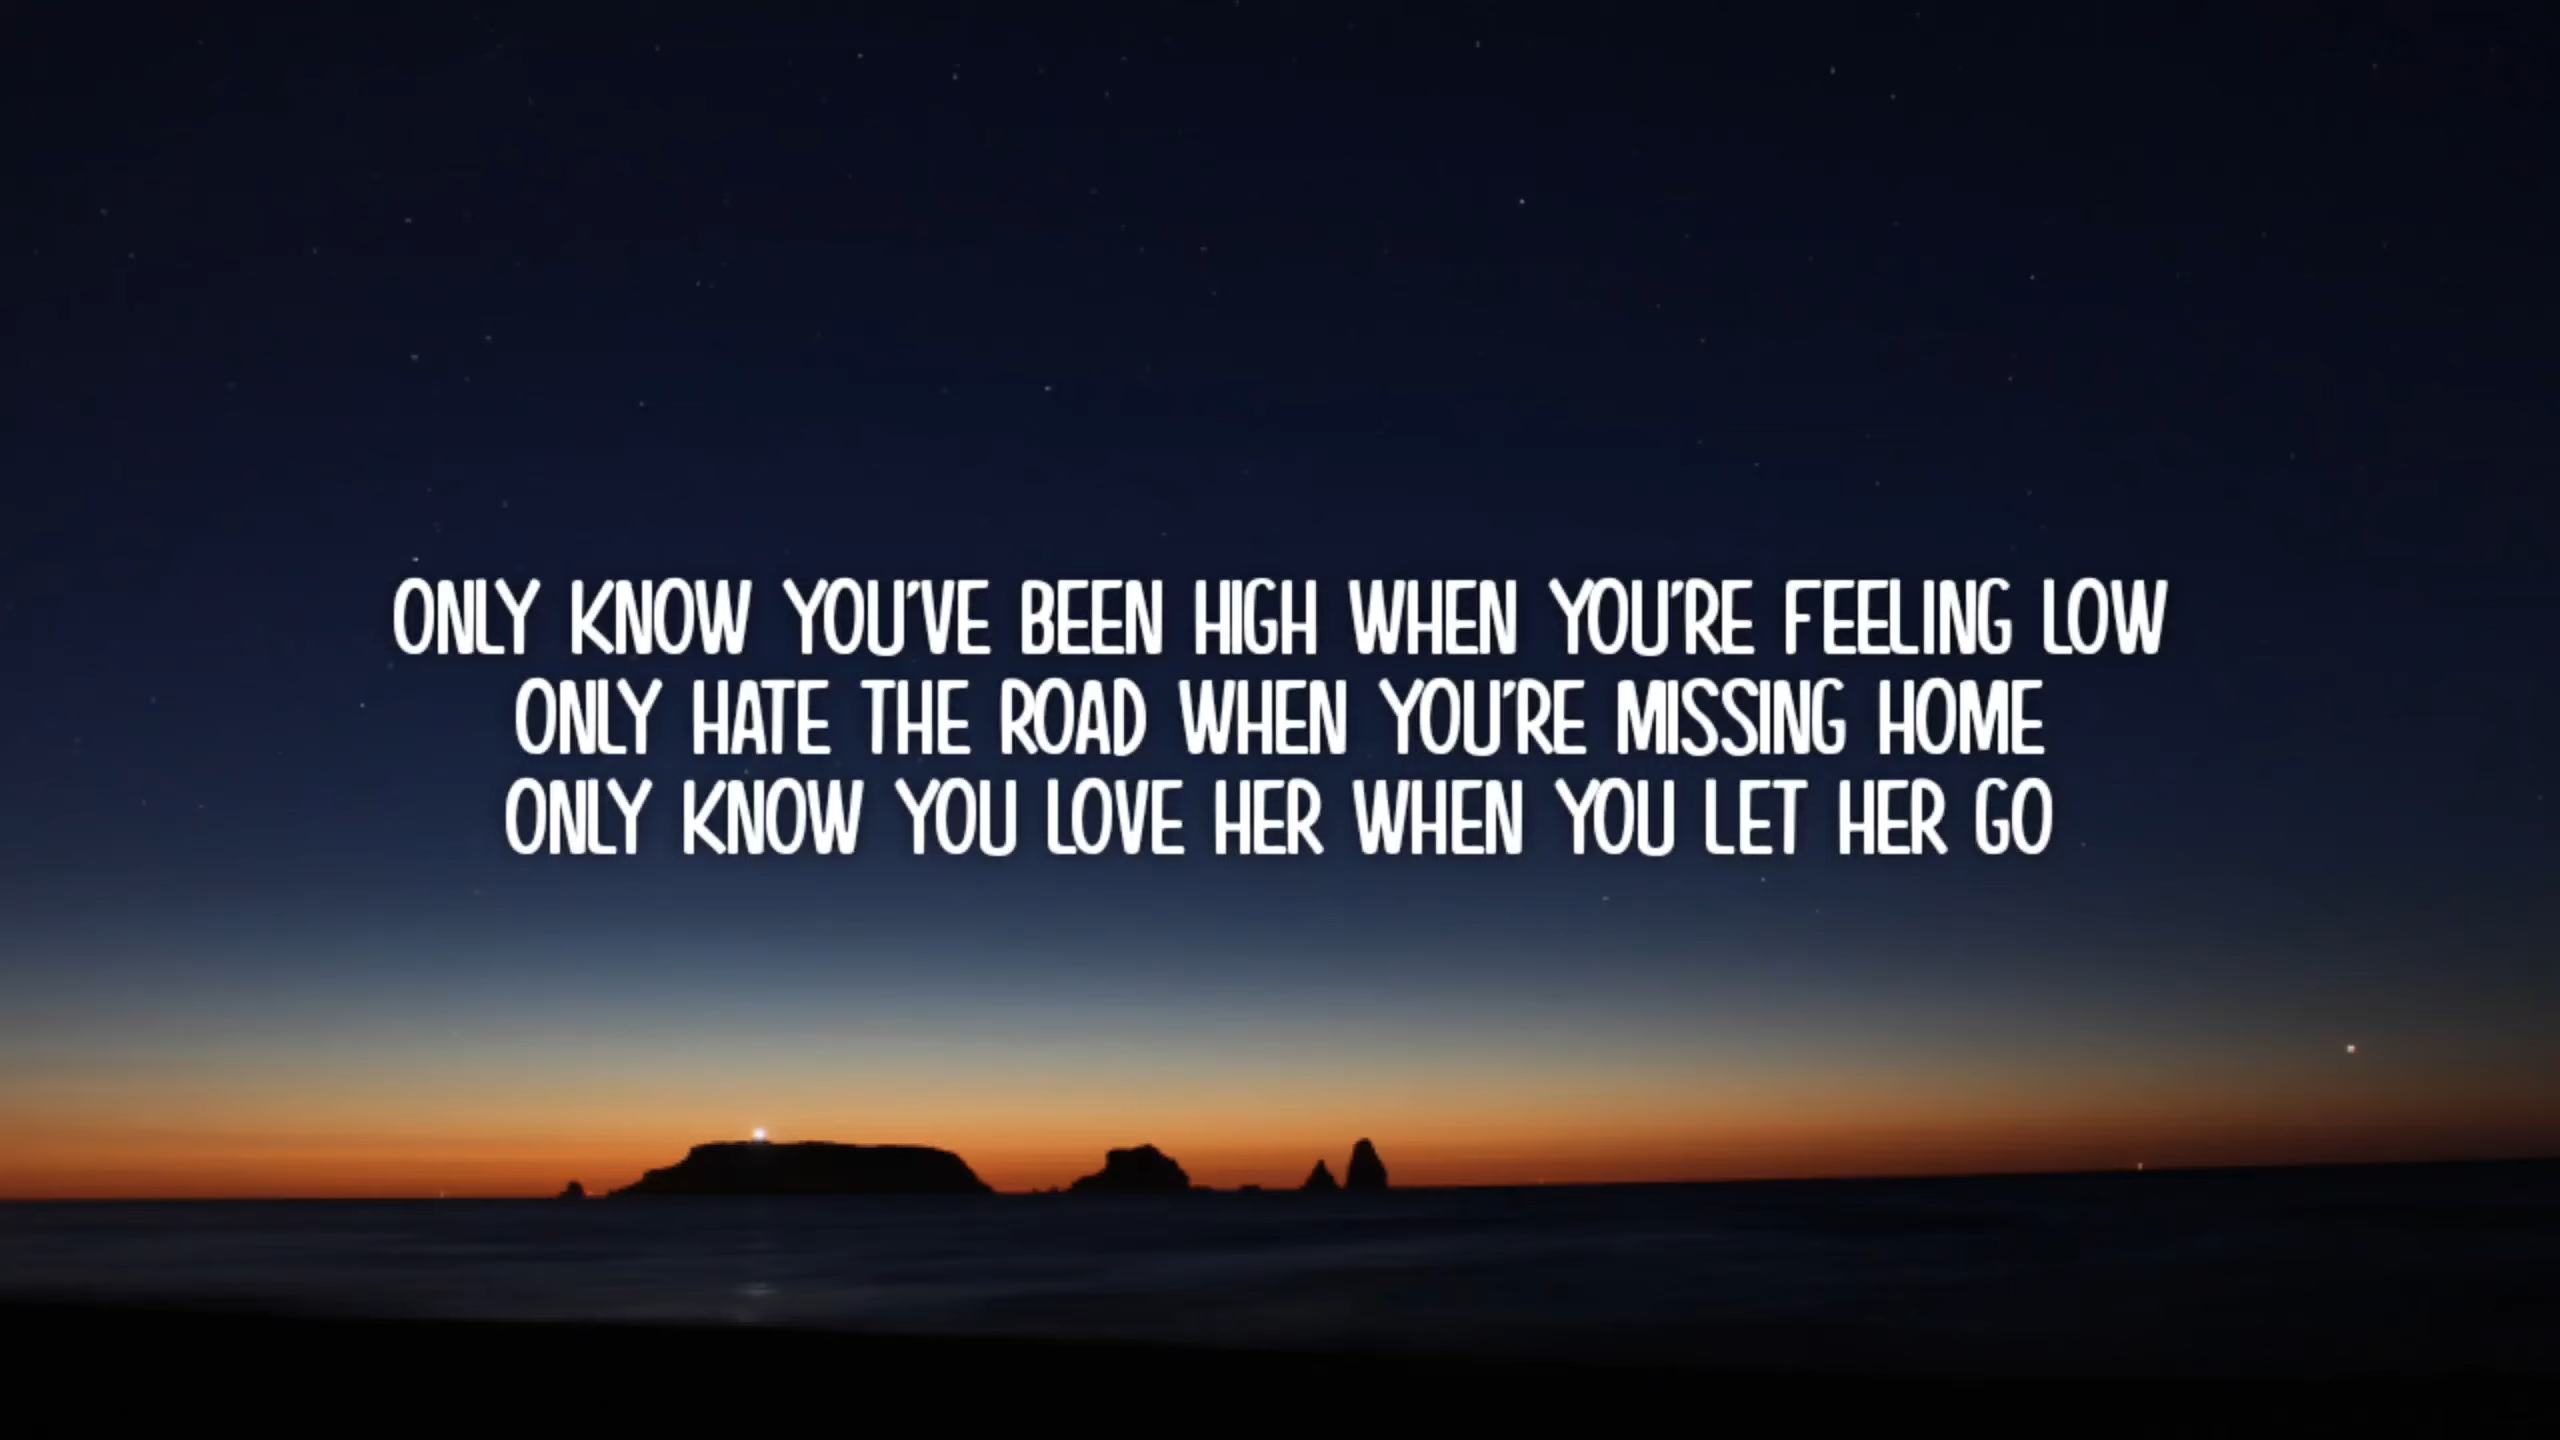 ONLY KNOW YOU'VE BEEN HIGH WHEN YOU'RE FEELING LOW
ONLY HATE THE ROAD WHEN YOU'RE MISSING HOME
ONLY KNOW YOU LOVE HER WHEN YOU LET HER GO